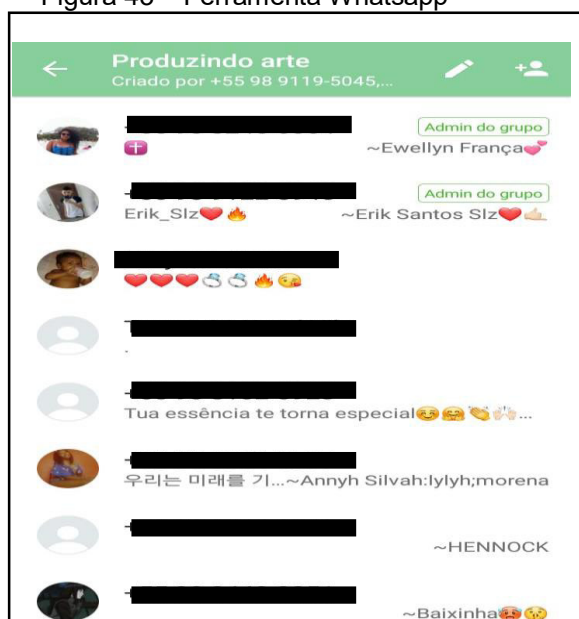 Figura 48 – Ferramenta Whatsapp
Produzindo arte
Criado por +55 98 9119-5045,...
Admin do grupo
✝️ ~Ewellyn França💕
Admin do grupo
Erik_Slz❤️🔥 ~Erik Santos Slz❤️🤙🏻
❤️❤️❤️💍💍🔥😘
.
Tua essência te torna especial☺️🤗👏🙌🏻...
우리는 미래를 기...~Annyh Silvah:lylyh;morena
~HENNOCK
~Baixinha🥵🤧